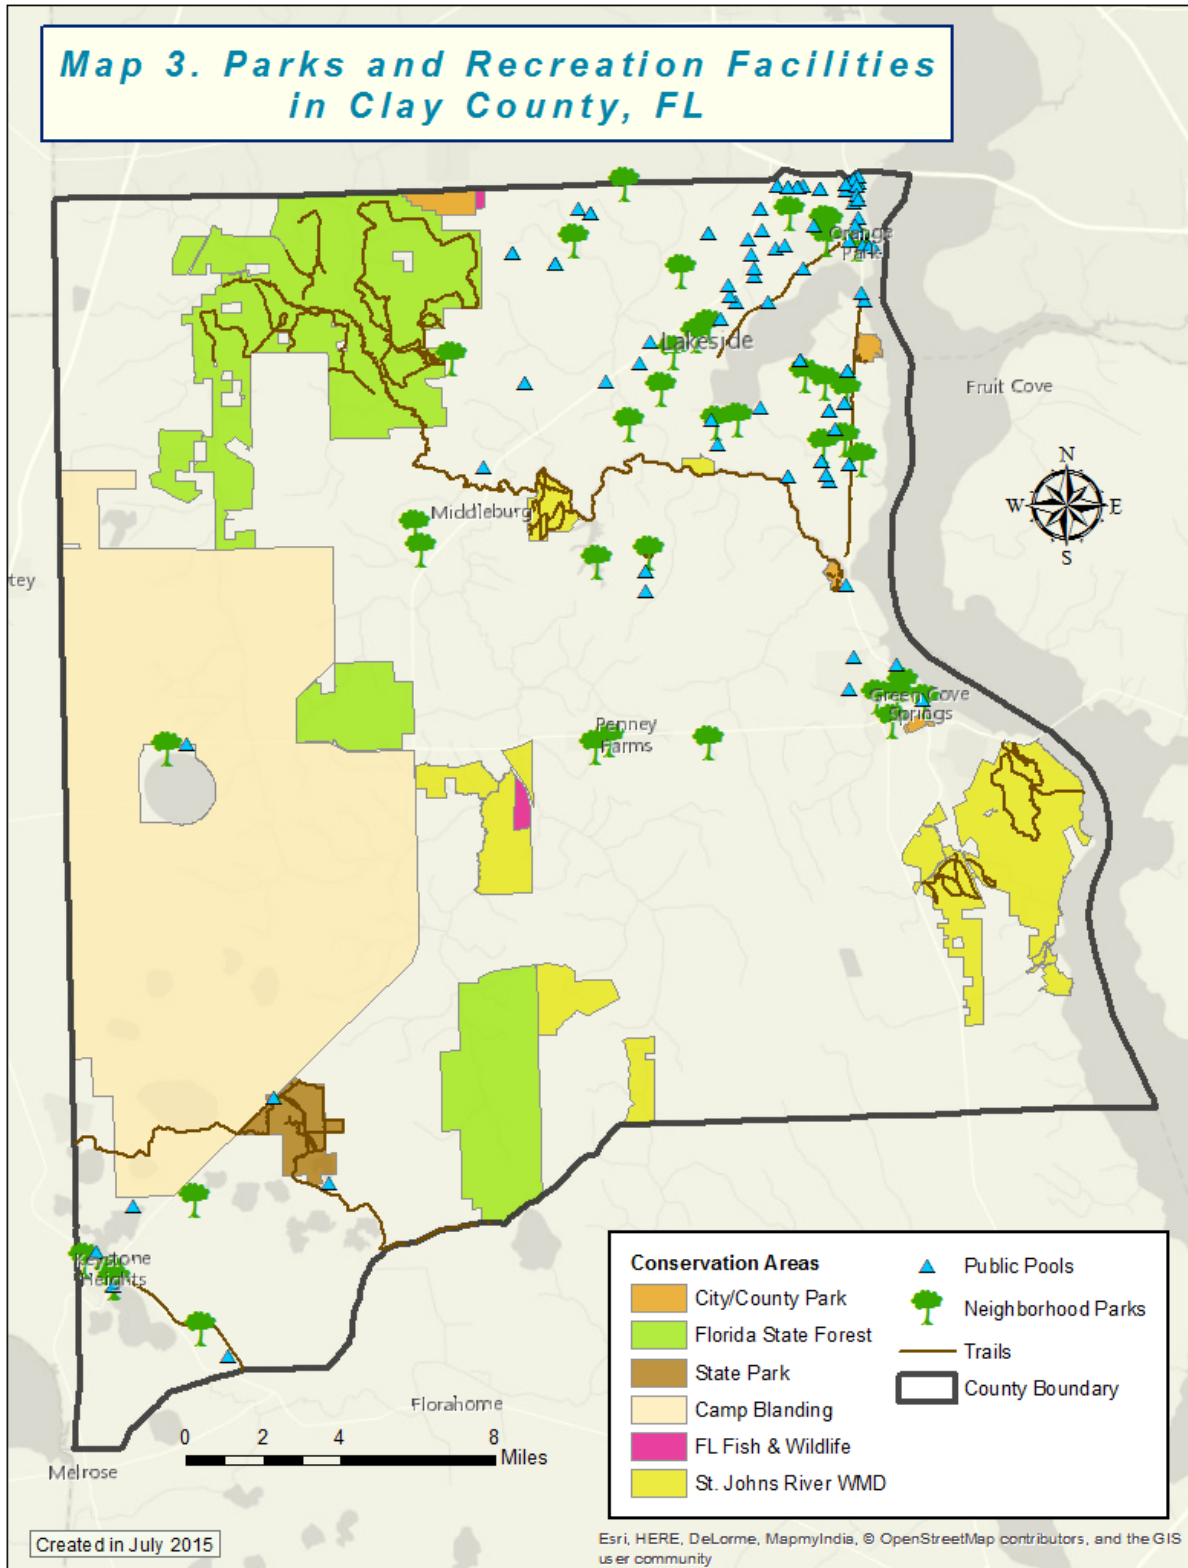 Map 3. Parks and Recreation Facilities
in Clay County, FL
Orange
Park
Lakeside
Fruit Cove
N
W
E
S
Middleburg
tey
Green Cove
Springs
Penney
Farms
Keystone
Heights
Florahome
Melrose
0 2 4 8
Miles
Conservation Areas
City/County Park
Florida State Forest
State Park
Camp Blanding
FL Fish & Wildlife
St. Johns River WMD
Public Pools
Neighborhood Parks
Trails
County Boundary
Created in July 2015
Esri, HERE, DeLorme, MapmyIndia, © OpenStreetMap contributors, and the GIS
user community